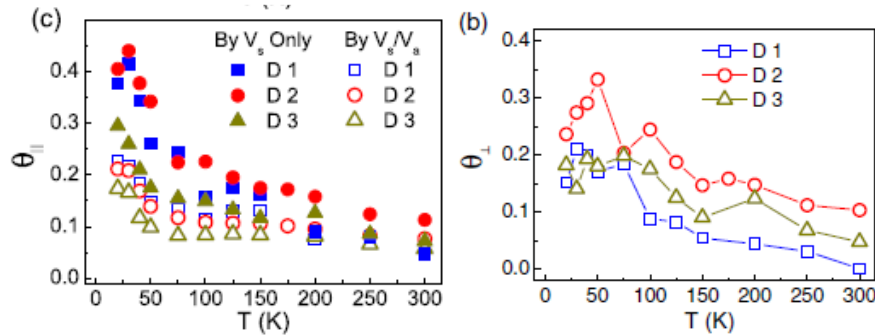 (c)
By Vs Only By Vs/Va
D 1 D 1
D 2 D 2
D 3 D 3
θ||
0.4
0.3
0.2
0.1
0.0
0 50 100 150 200 250 300
T (K)
(b)
D 1
D 2
D 3
θ⊥
0.4
0.3
0.2
0.1
0.0
0 50 100 150 200 250 300
T (K)